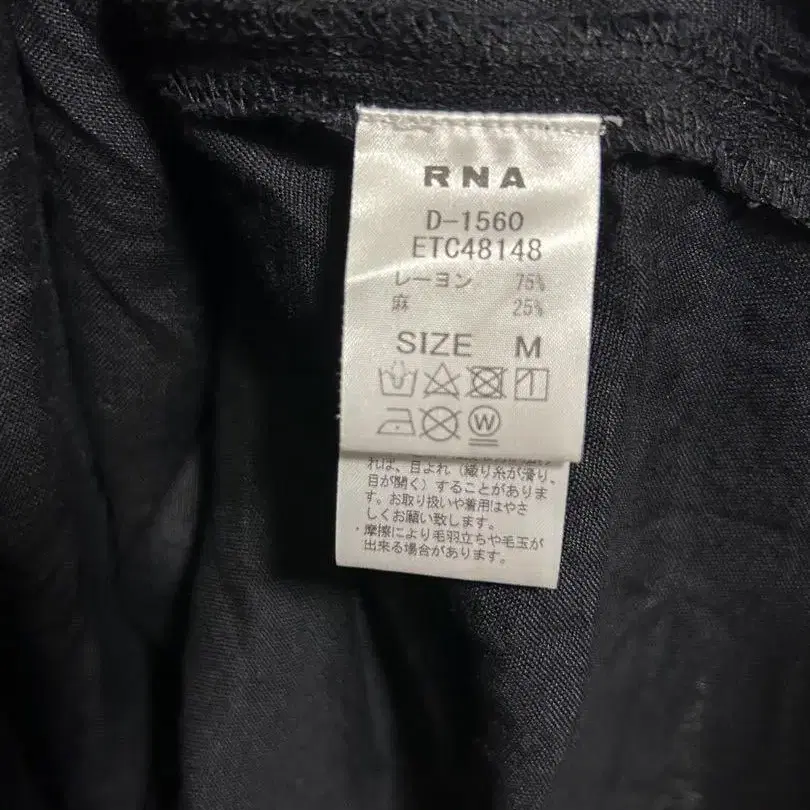 RNA
D-1560
ETC48148
レーヨン 75%
麻 25%
SIZE M
W
れば、目よれ（織り糸が滑り、
目が開く）することがありま
す。お取り扱いや着用はやさ
しくお願い致します。
・摩擦により毛羽立ちや毛玉が
出来る場合があります。